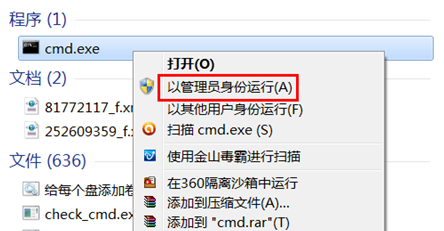 程序 (1)
cmd.exe
打开(O)
文档 (2)
以管理员身份运行(A)
81772117_f.xm
以其他用户身份运行(F)
252609359_f.xm
扫描 cmd.exe (S)
文件 (636)
使用金山毒霸进行扫描
给每个盘添加卷
在360隔离沙箱中运行
添加到压缩文件(A)...
check_cmd.ex
添加到 "cmd.rar"(T)